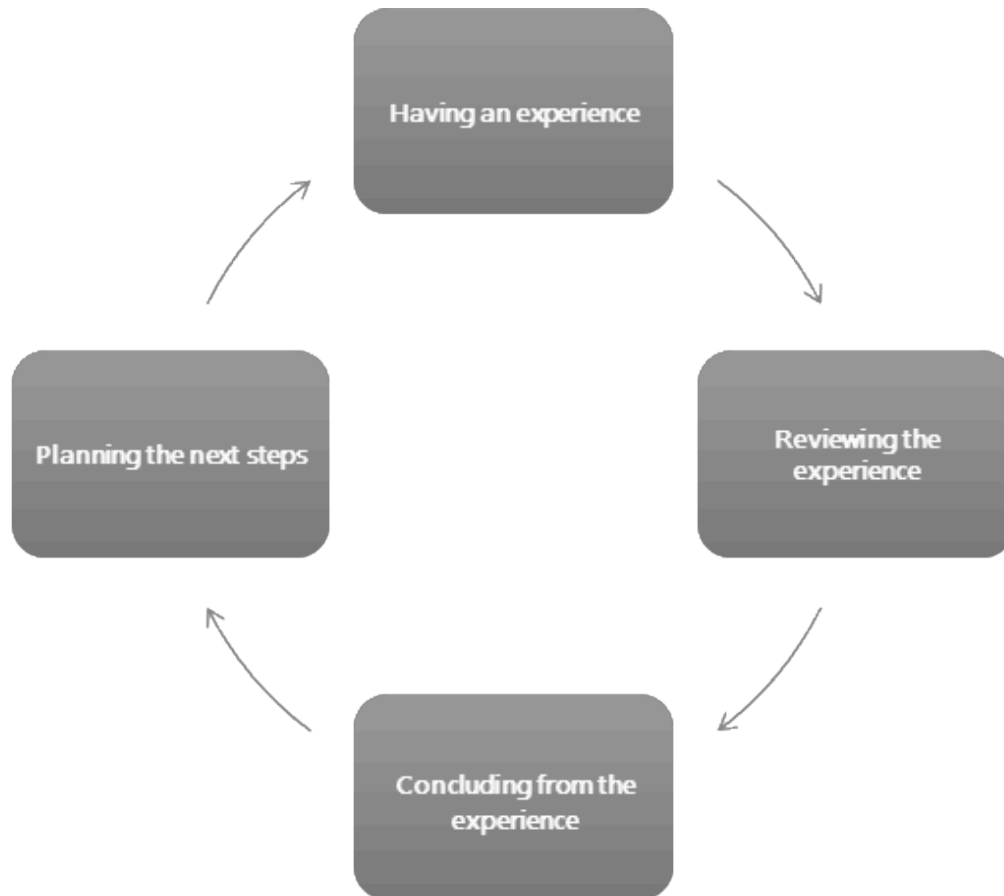 Having an experience
Reviewing the
experience
Concluding from the
experience
Planning the next steps